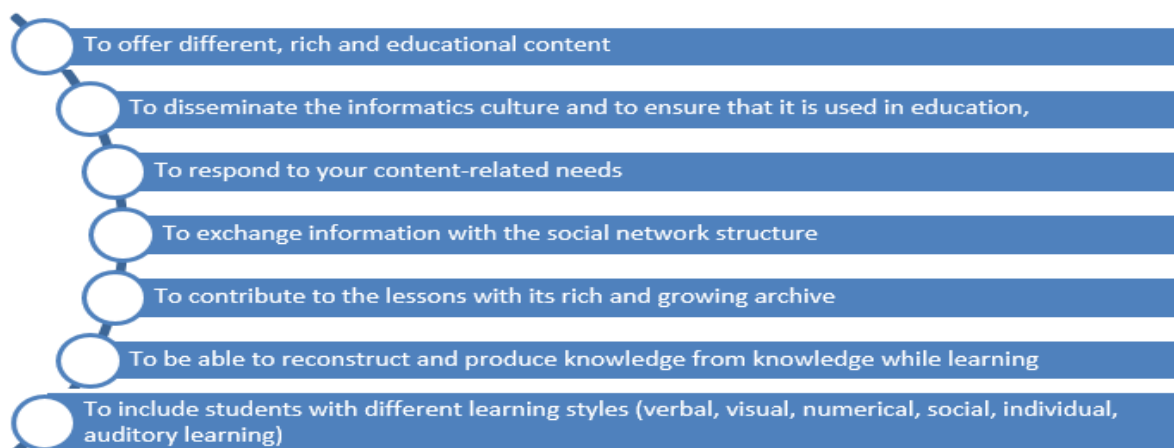 To offer different, rich and educational content
To disseminate the informatics culture and to ensure that it is used in education,
To respond to your content-related needs
To exchange information with the social network structure
To contribute to the lessons with its rich and growing archive
To be able to reconstruct and produce knowledge from knowledge while learning
To include students with different learning styles (verbal, visual, numerical, social, individual,
auditory learning)